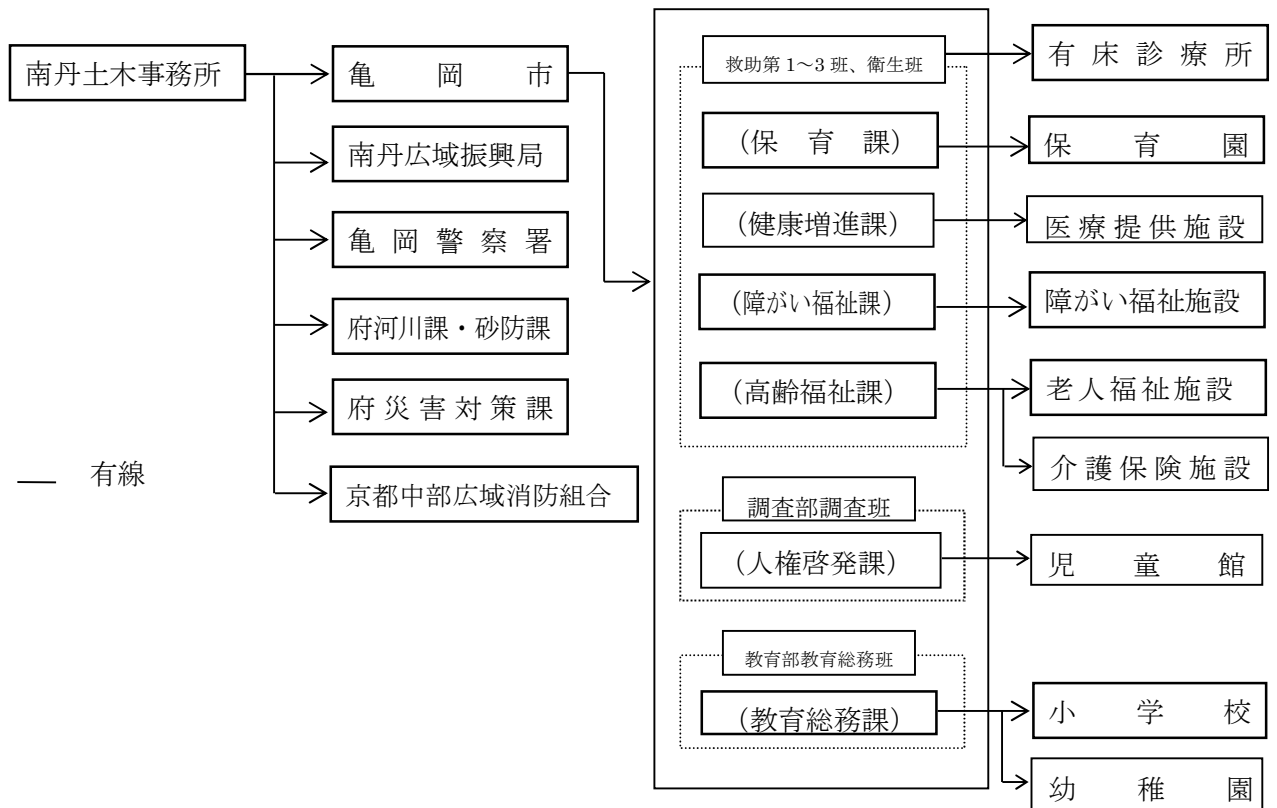 南丹土木事務所
亀岡市
南丹広域振興局
亀岡警察署
府河川課・砂防課
府災害対策課
京都中部広域消防組合
有線
救助第1~3班、衛生班
(保育課)
(健康増進課)
(障がい福祉課)
(高齢福祉課)
調査部調査班
(人権啓発課)
教育部教育総務班
(教育総務課)
有床診療所
保育園
医療提供施設
障がい福祉施設
老人福祉施設
介護保険施設
児童館
小学校
幼稚園